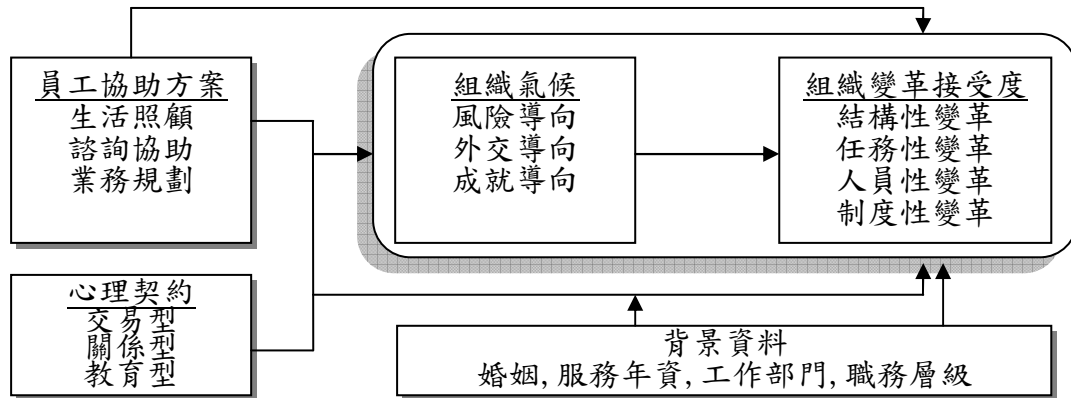 員工協助方案
生活照顧
諮詢協助
業務規劃
組織氣候
風險導向
外交導向
成就導向
組織變革接受度
結構性變革
任務性變革
人員性變革
制度性變革
心理契約
交易型
關係型
教育型
背景資料
婚姻, 服務年資, 工作部門, 職務層級